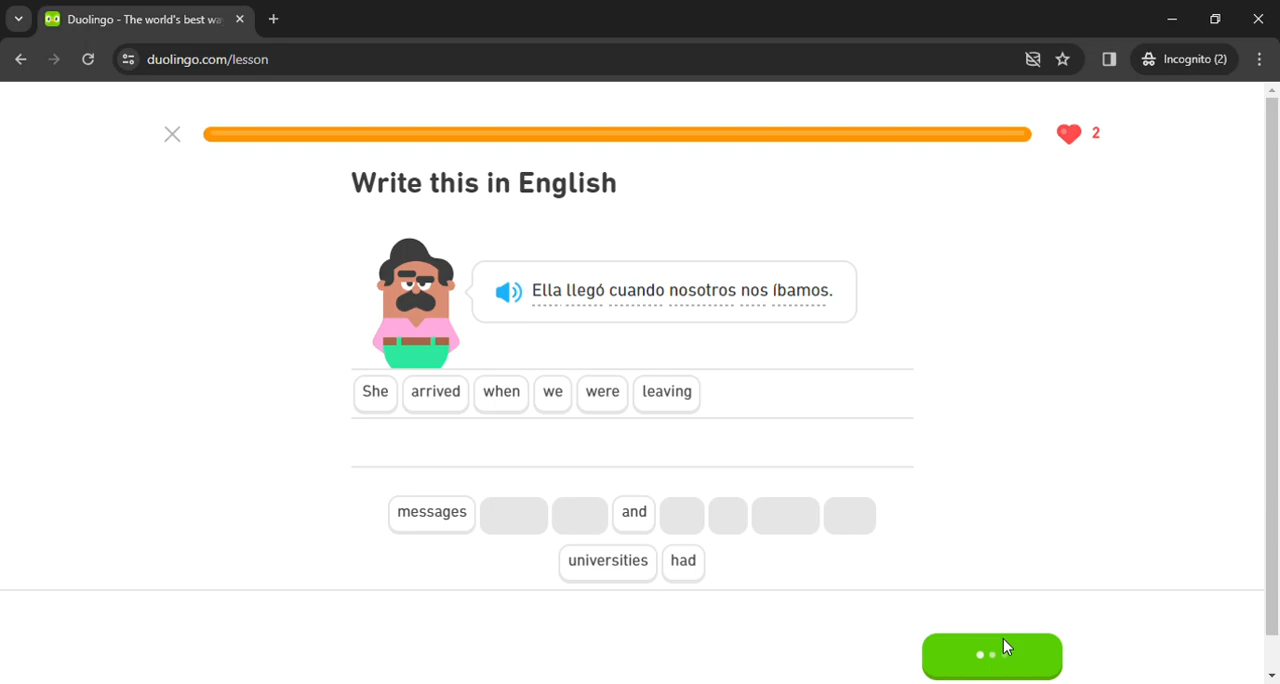 Duolingo - The world's best wa
duolingo.com/lesson
Incognito (2)
2
Write this in English
Ella llegó cuando nosotros nos íbamos.
She arrived when we were leaving
messages and
universities had